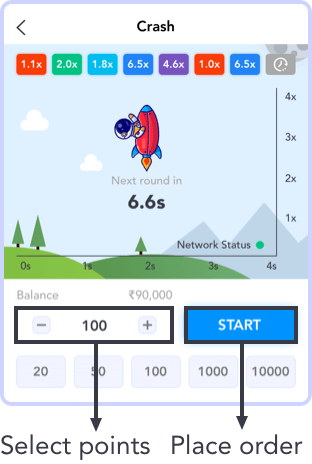 Crash
1.1x 2.0x 1.8x 6.5x 4.6x 1.0x 6.5x
4x
3x
Next round in
2x
6.6s
1x
Network Status
0s 1s 2s 3s 4s
Balance ₹90,000
− 100 + START
20 50 100 1000 10000
Select points Place order